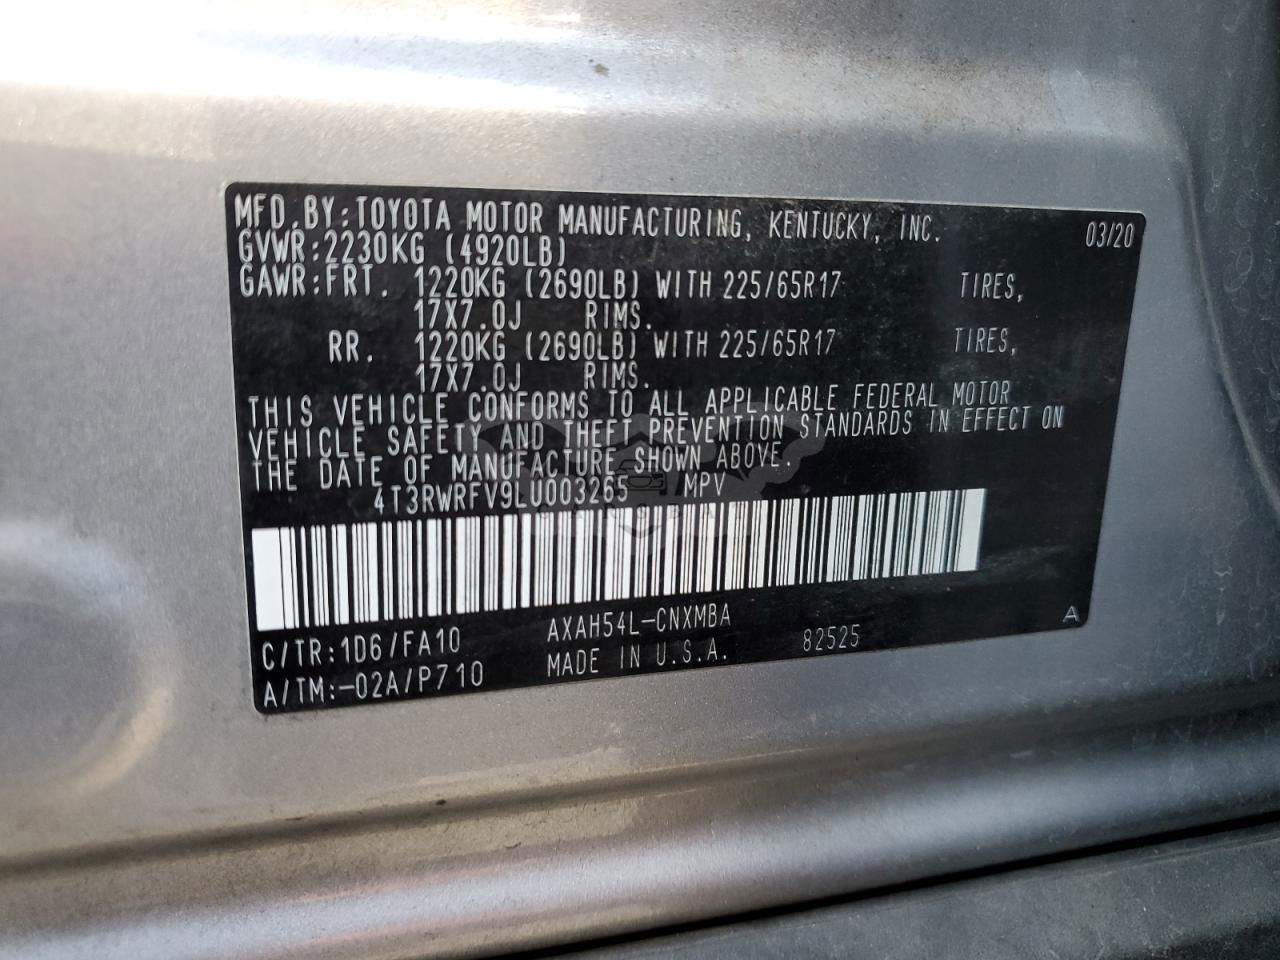 MFD.BY:TOYOTA MOTOR MANUFACTURING, KENTUCKY, INC. 03/20
GVWR:2230KG (4920LB)
GAWR:FRT. 1220KG (2690LB) WITH 225/65R17 TIRES,
17X7.0J RIMS.
RR. 1220KG (2690LB) WITH 225/65R17 TIRES,
17X7.0J RIMS.
THIS VEHICLE CONFORMS TO ALL APPLICABLE FEDERAL MOTOR
VEHICLE SAFETY AND THEFT PREVENTION STANDARDS IN EFFECT ON
THE DATE OF MANUFACTURE SHOWN ABOVE.
4T3RWRFV9LU003265 MPV
C/TR:1D6/FA10 AXAH54L-CNXMBA
A/TM:-02A/P710 MADE IN U.S.A. 82525 A